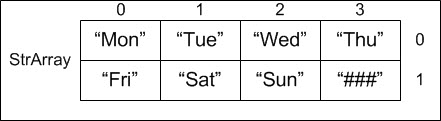 0 1 2 3
“Mon” “Tue” “Wed” “Thu” 0
StrArray
“Fri” “Sat” “Sun” “###” 1